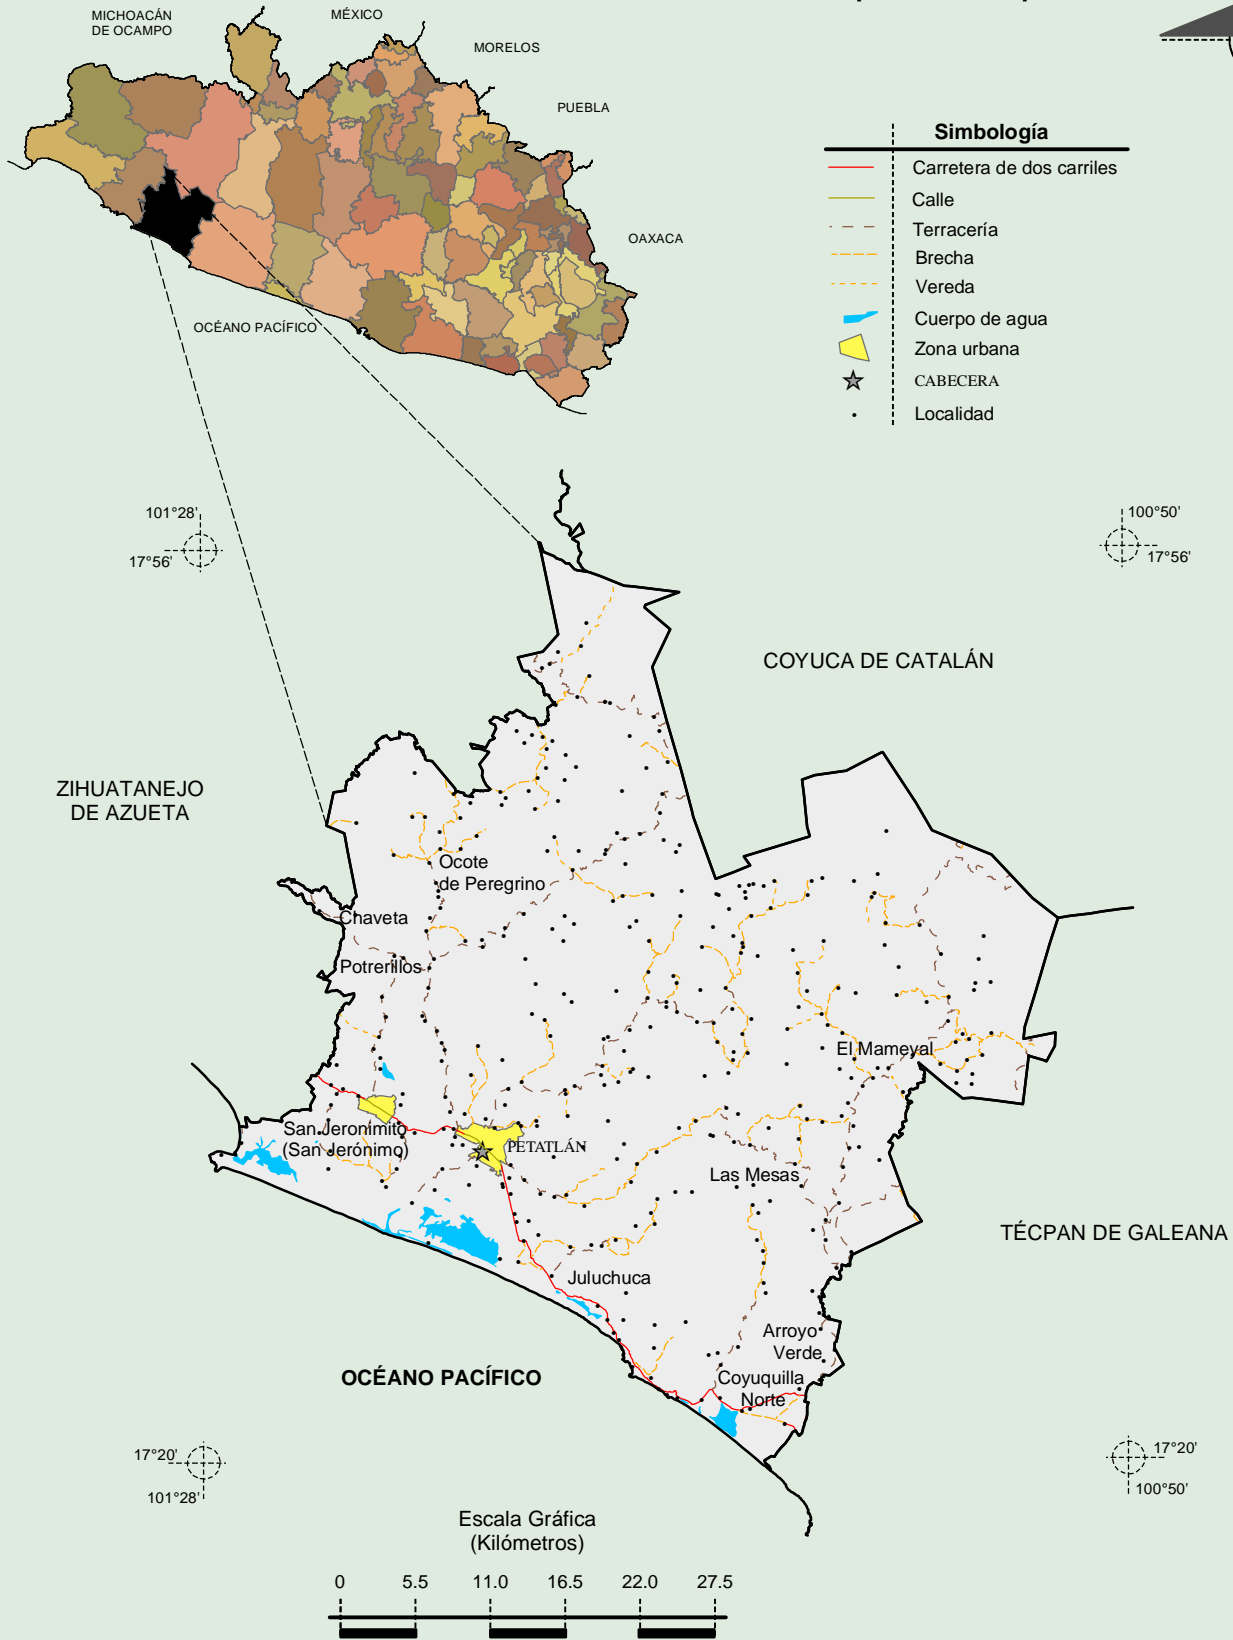 MICHOACÁN
DE OCAMPO
MÉXICO
MORELOS
PUEBLA
OAXACA
OCÉANO PACÍFICO
Simbología
Carretera de dos carriles
Calle
Terracería
Brecha
Vereda
Cuerpo de agua
Zona urbana
CABECERA
Localidad
101°28'
17°56'
100°50'
17°56'
COYUCA DE CATALÁN
ZIHUATANEJO
DE AZUETA
Ocote
de Peregrino
Chaveta
Potrerillos
El Mameyal
San Jeronimito
(San Jerónimo)
PETATLÁN
Las Mesas
TÉCPAN DE GALEANA
Juluchuca
Arroyo
Verde
OCÉANO PACÍFICO
Coyuquilla
Norte
17°20'
101°28'
17°20'
100°50'
Escala Gráfica
(Kilómetros)
0 5.5 11.0 16.5 22.0 27.5